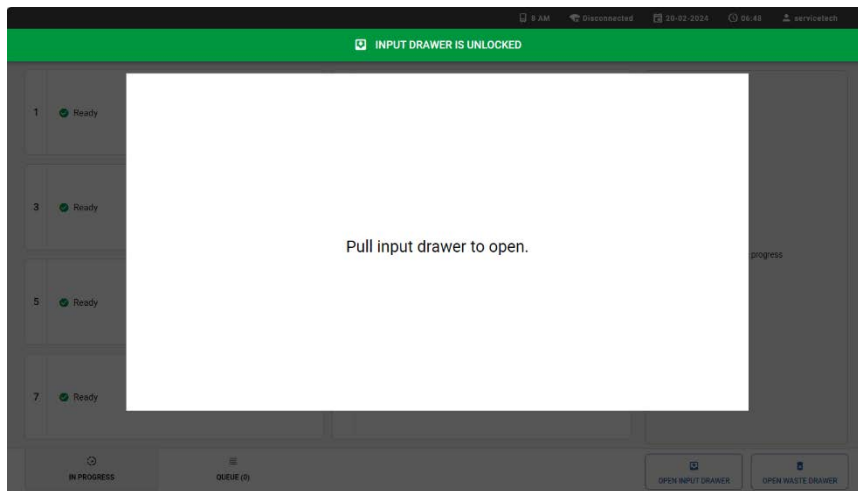 8 AM Disconnected 20-02-2024 06:48 servicetech
INPUT DRAWER IS UNLOCKED
1 Ready
3 Ready
Pull input drawer to open.
progress
5 Ready
7 Ready
IN PROGRESS QUEUE (0) OPEN INPUT DRAWER OPEN WASTE DRAWER